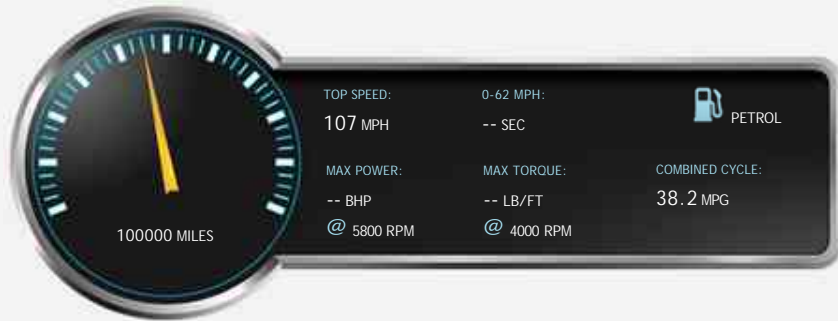 TOP SPEED:
107 MPH
0-62 MPH:
-- SEC
PETROL
MAX POWER:
-- BHP
@ 5800 RPM
MAX TORQUE:
-- LB/FT
@ 4000 RPM
COMBINED CYCLE:
38.2 MPG
100000 MILES